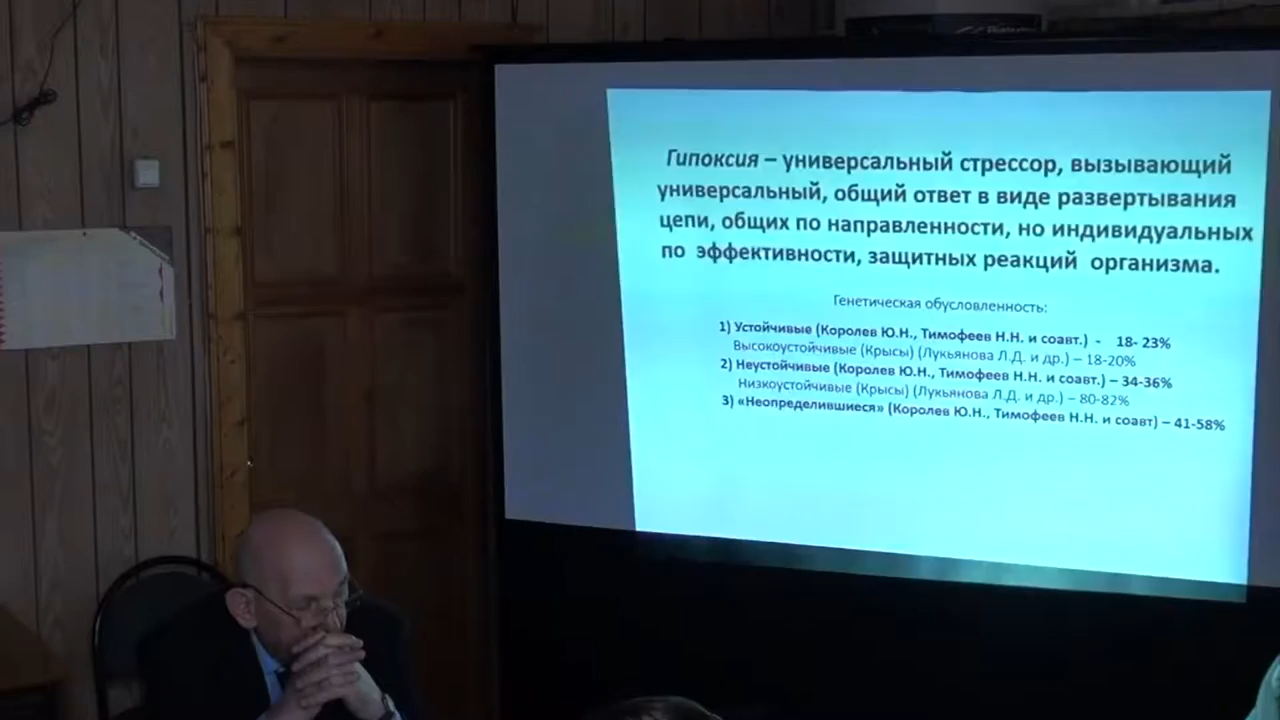 Гипоксия – универсальный стрессор, вызывающий
универсальный, общий ответ в виде развертывания
цепи, общих по направленности, но индивидуальных
по эффективности, защитных реакций организма.
Генетическая обусловленность:
1) Устойчивые (Королев Ю.Н., Тимофеев Н.Н. и соавт.) - 18- 23%
Высокоустойчивые (Крысы) (Лукьянова Л.Д. и др.) – 18-20%
2) Неустойчивые (Королев Ю.Н., Тимофеев Н.Н. и соавт.) – 34-36%
Низкоустойчивые (Крысы) (Лукьянова Л.Д. и др.) – 80-82%
3) «Неопределившиеся» (Королев Ю.Н., Тимофеев Н.Н. и соавт) – 41-58%